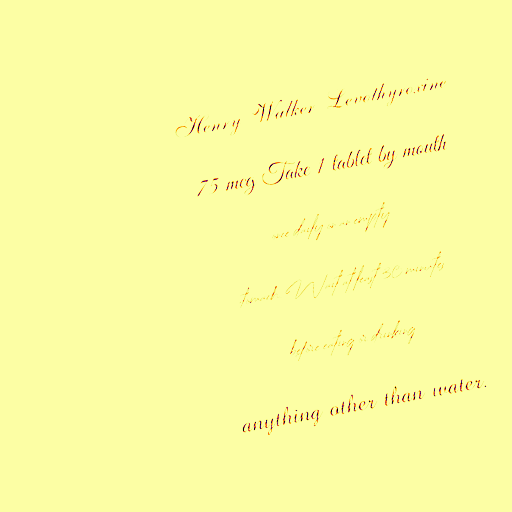 Henry Walker Levothyroxine
75 mcg Take 1 tablet by mouth
once daily on an empty
stomach. Wait at least 30 minutes
before eating or drinking
anything other than water.